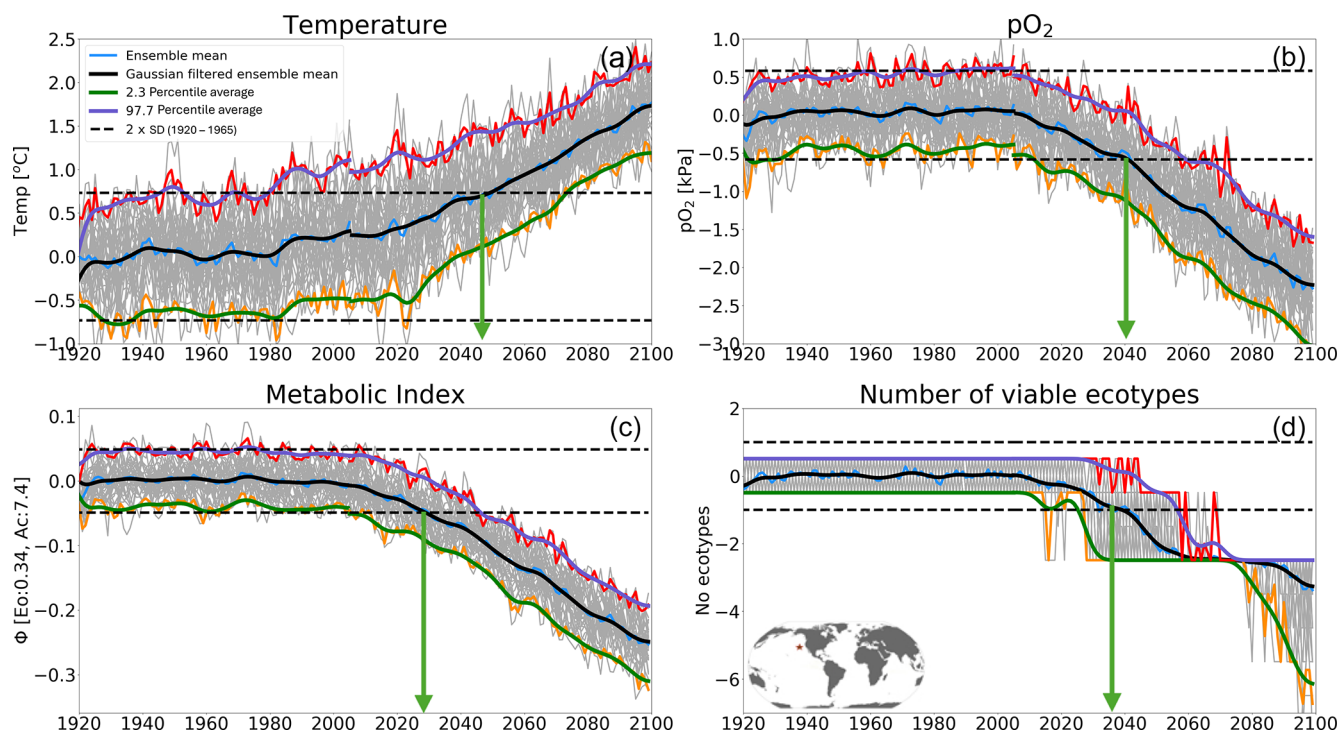 Temperature
pO2
2.5
2.0
1.5
1.0
0.5
0.0
−0.5
−1.0
Temp [°C]
Ensemble mean
Gaussian filtered ensemble mean
2.3 Percentile average
97.7 Percentile average
2 x SD (1920 – 1965)
(a)
1920 1940 1960 1980 2000 2020 2040 2060 2080 2100
1.0
0.5
0.0
−0.5
−1.0
−1.5
−2.0
−2.5
−3.0
pO2 [kPa]
(b)
1920 1940 1960 1980 2000 2020 2040 2060 2080 2100
Metabolic Index
Number of viable ecotypes
0.1
0.0
−0.1
−0.2
−0.3
Φ [Eo:0.34, Ac:7.4]
(c)
1920 1940 1960 1980 2000 2020 2040 2060 2080 2100
2
0
−2
−4
−6
No ecotypes
(d)
1920 1940 1960 1980 2000 2020 2040 2060 2080 2100